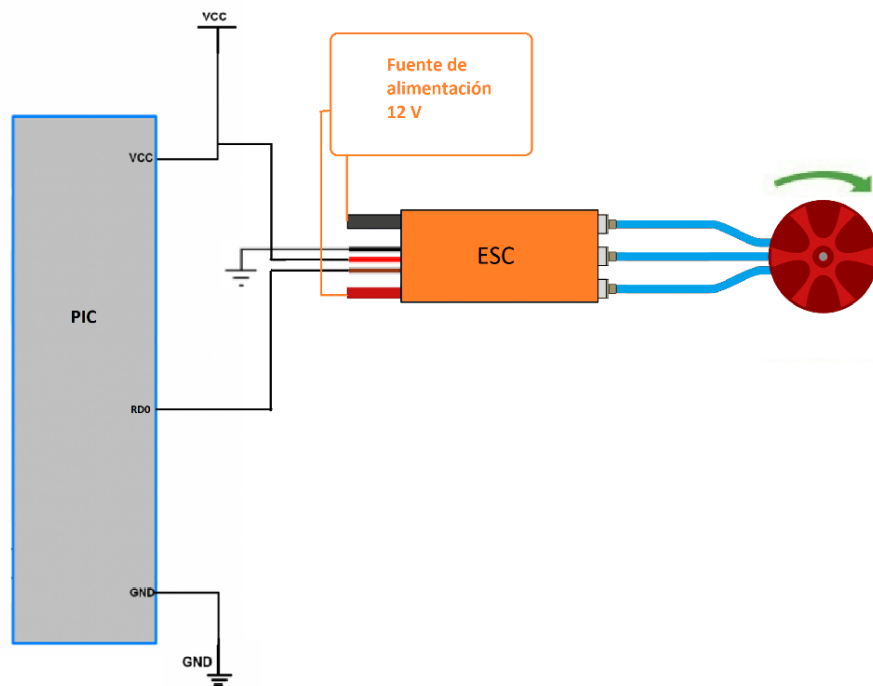 VCC
Fuente de
alimentación
12 V
VCC
ESC
PIC
RD0
GND
GND